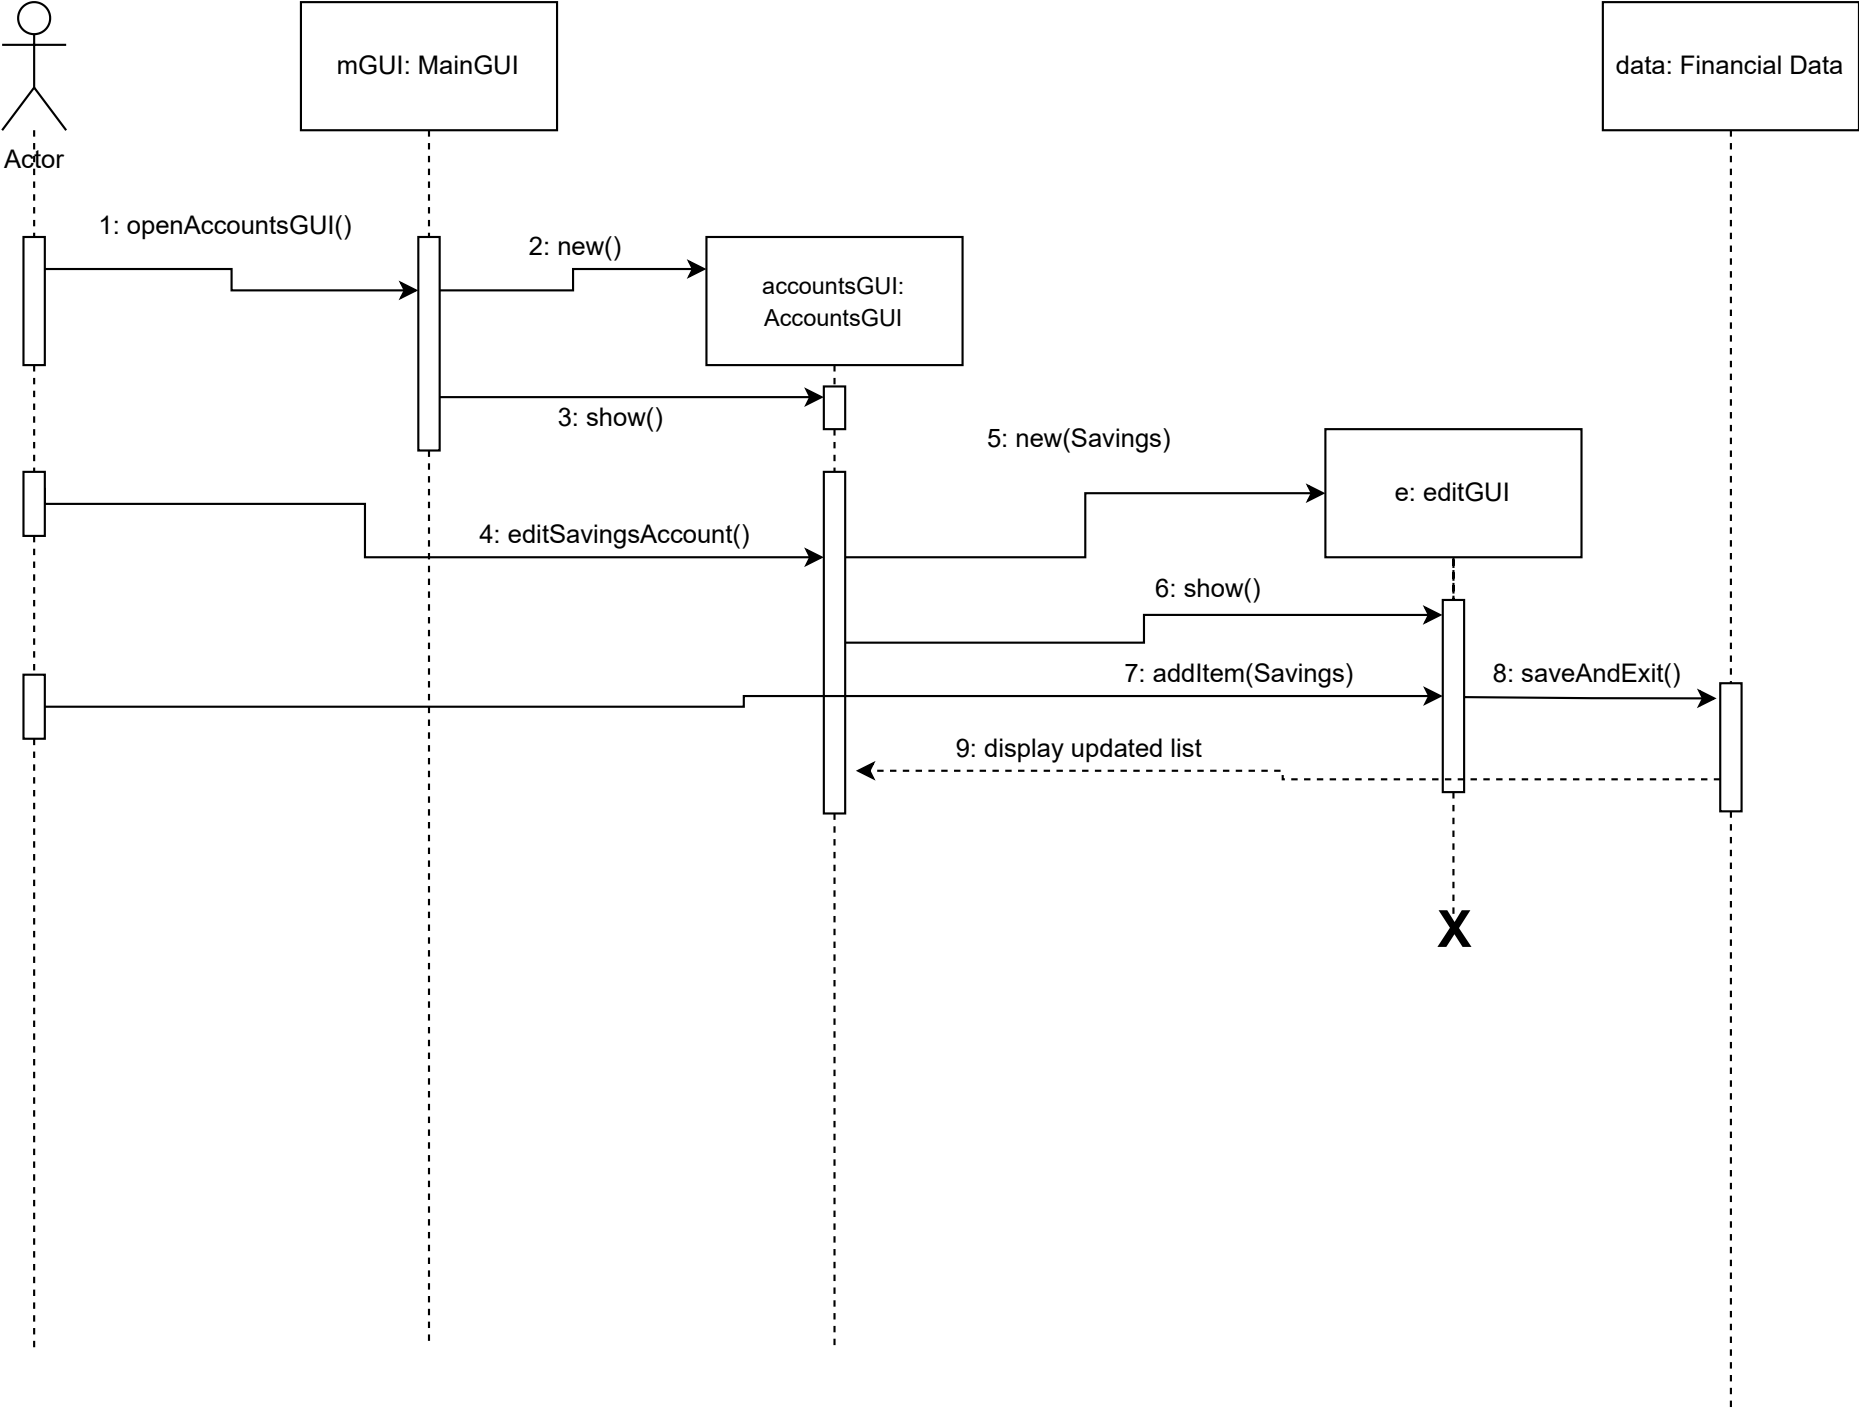 mGUI: MainGUI
data: Financial Data
Actor
1: openAccountsGUI()
2: new()
accountsGUI:
AccountsGUI
3: show()
5: new(Savings)
e: editGUI
4: editSavingsAccount()
6: show()
7: addItem(Savings)
8: saveAndExit()
9: display updated list
X